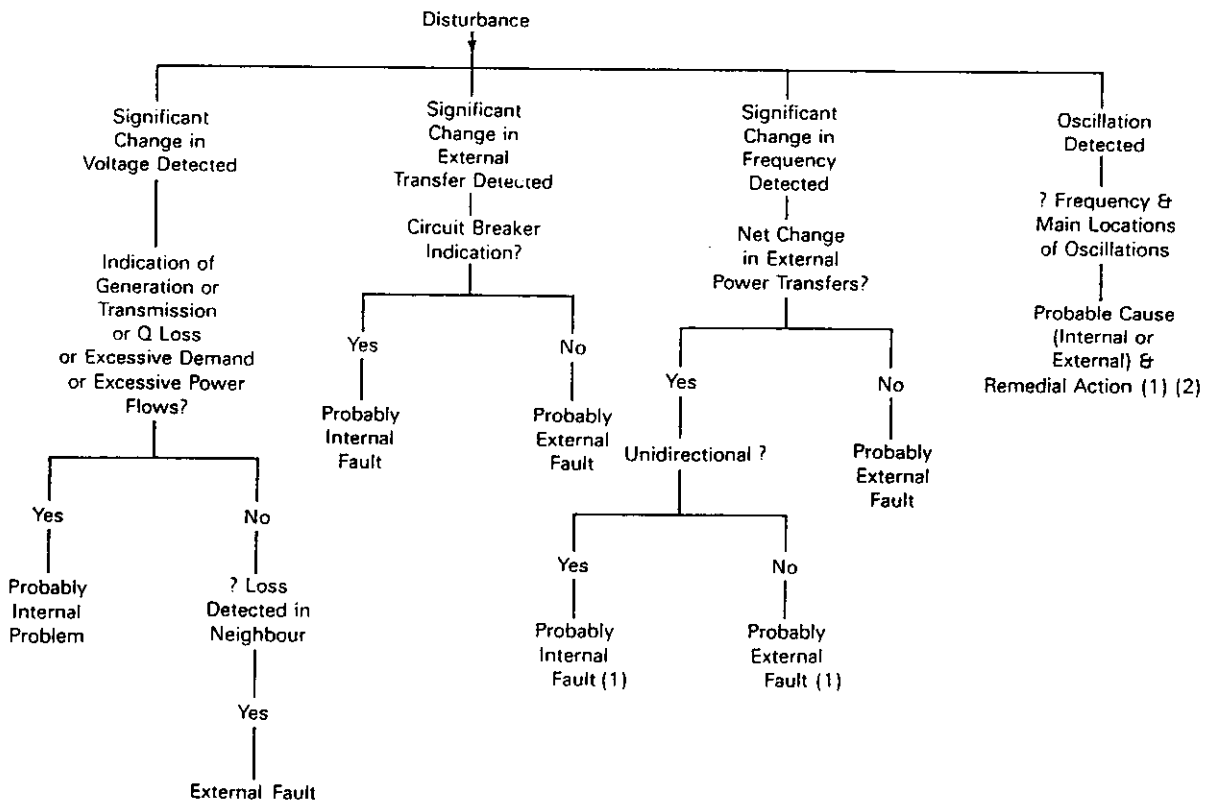 Disturbance
Significant
Change in
Voltage Detected
Indication of
Generation or
Transmission
or Q Loss
or Excessive Demand
or Excessive Power
Flows?
Yes
Probably
Internal
Problem
No
? Loss
Detected in
Neighbour
Yes
External Fault
Significant
Change in
External
Transfer Detected
Circuit Breaker
Indication?
Yes
Probably
Internal
Fault
No
Probably
External
Fault
Significant
Change in
Frequency
Detected
Net Change
in External
Power Transfers?
Yes
Unidirectional ?
Yes
Probably
Internal
Fault (1)
No
Probably
External
Fault (1)
No
Probably
External
Fault
Oscillation
Detected
? Frequency &
Main Locations
of Oscillations
Probable Cause
(Internal or
External) &
Remedial Action (1) (2)